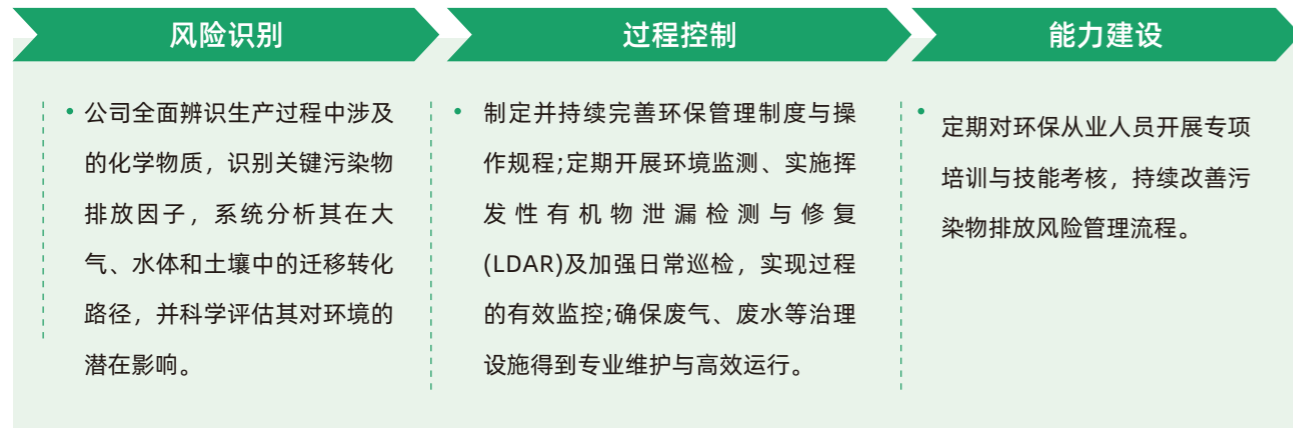 风险识别
过程控制
能力建设
• 公司全面辨识生产过程中涉及
的化学物质，识别关键污染物
排放因子，系统分析其在大
气、水体和土壤中的迁移转化
路径，并科学评估其对环境的
潜在影响。
• 制定并持续完善环保管理制度与操
作规程;定期开展环境监测、实施挥
发性有机物泄漏检测与修复
(LDAR)及加强日常巡检，实现过程
的有效监控;确保废气、废水等治理
设施得到专业维护与高效运行。
• 定期对环保从业人员开展专项
培训与技能考核，持续改善污
染物排放风险管理流程。